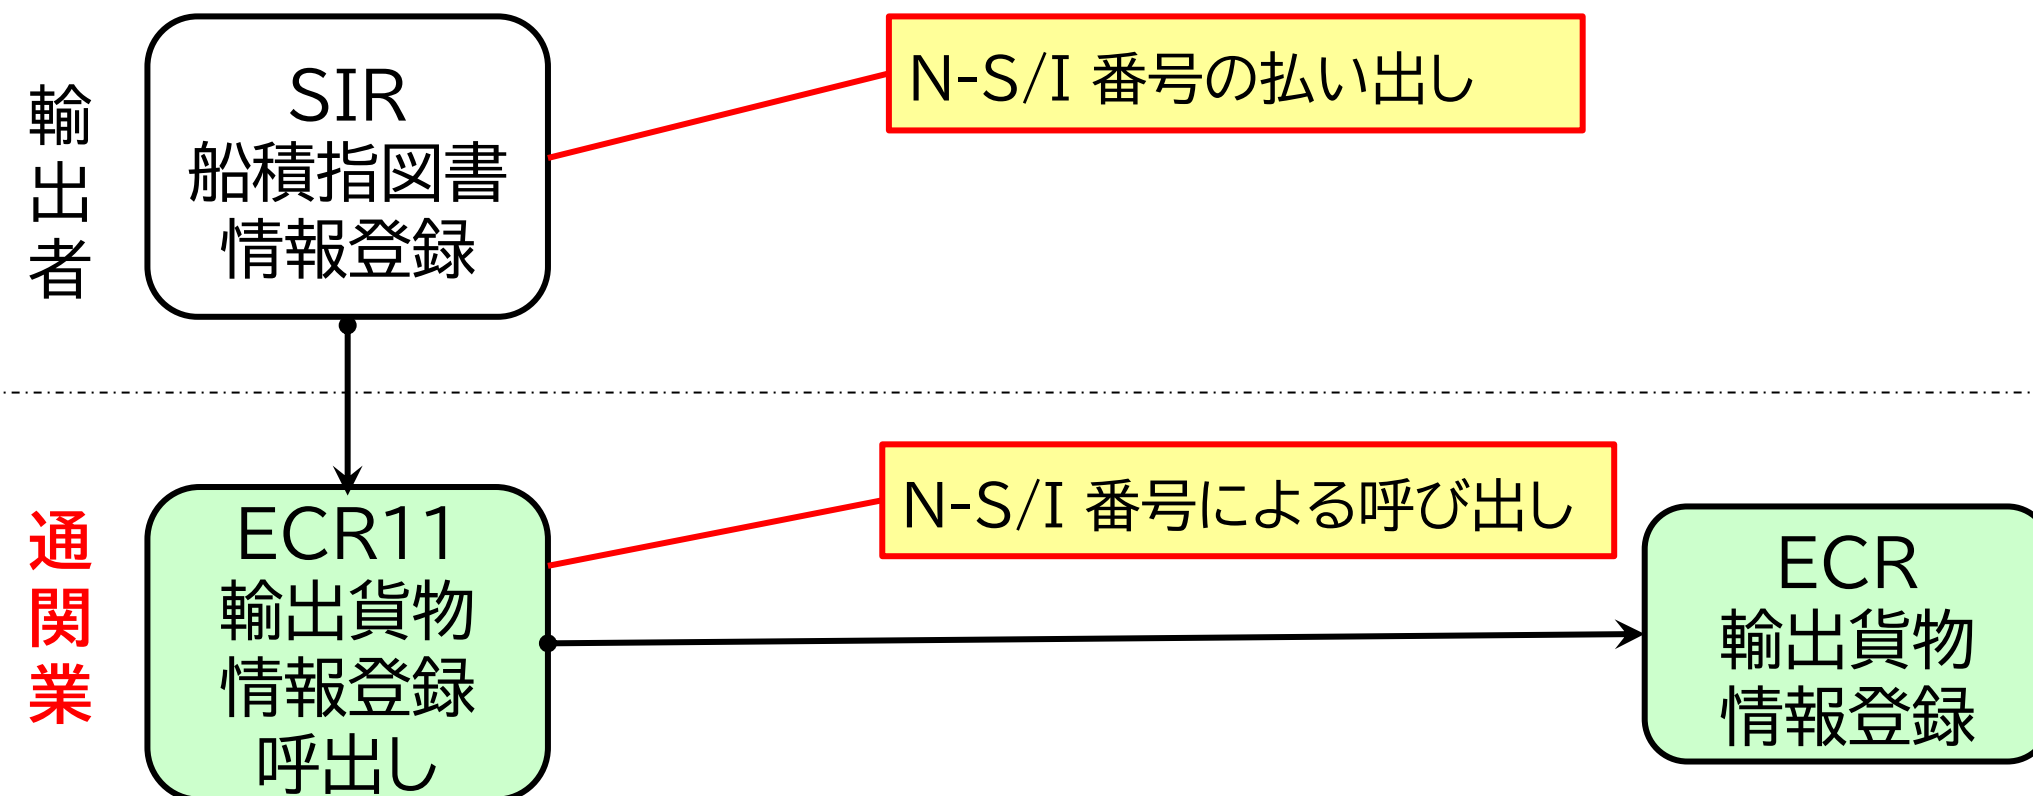 輸出者
SIR
船積指図書
情報登録
N-S/I 番号の払い出し
通関業
ECR11
輸出貨物
情報登録
呼出し
N-S/I 番号による呼び出し
ECR
輸出貨物
情報登録